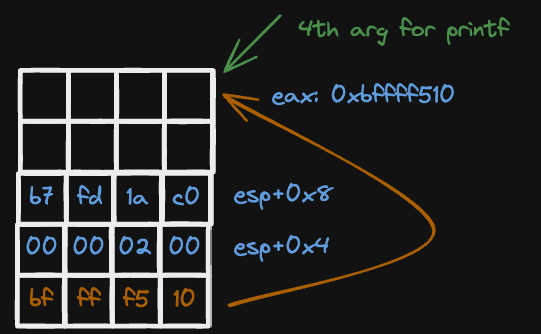 4th arg for printf
eax: 0xbffff510
b7 fd 1a c0 esp+0x8
00 00 02 00 esp+0x4
bf ff f5 10